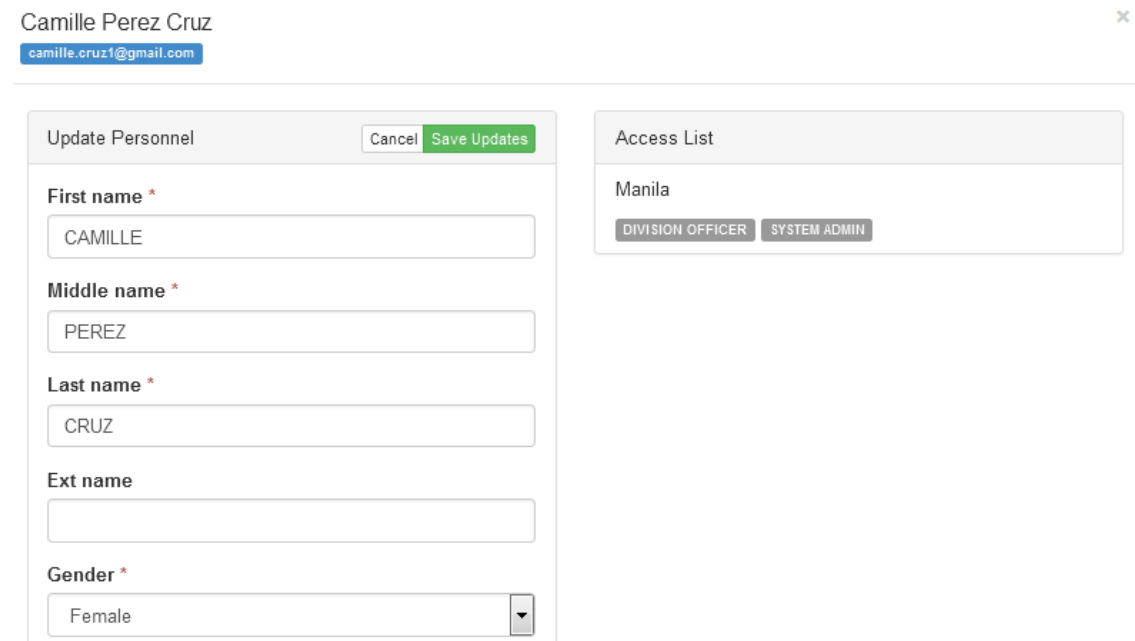 Camille Perez Cruz
×
camille.cruz1@gmail.com
Update Personnel
Cancel Save Updates
First name *
CAMILLE
Middle name *
PEREZ
Last name *
CRUZ
Ext name
Gender *
Female
Access List
Manila
DIVISION OFFICER SYSTEM ADMIN